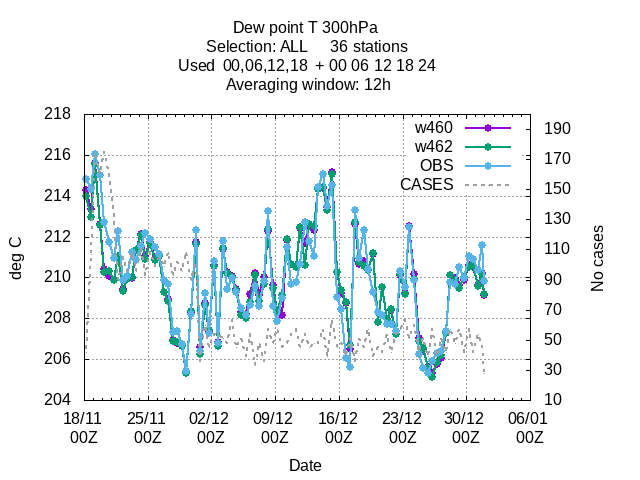 Dew point T 300hPa
Selection: ALL     36 stations
Used  00,06,12,18  + 00 06 12 18 24
Averaging window: 12h
218
216
214
212
210
208
206
204
190
170
150
130
110
90
70
50
30
10
w460
w462
OBS
CASES
deg C
No cases
18/11 25/11 02/12 09/12 16/12 23/12 30/12 06/01
00Z 00Z 00Z 00Z 00Z 00Z 00Z 00Z
Date